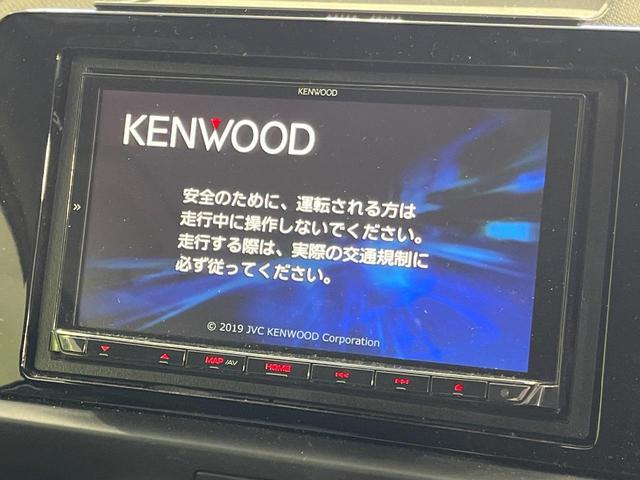 KENWOOD
KENWOOD
安全のために、運転される方は
走行中に操作しないでください。
走行する際は、実際の交通規制に
必ず従ってください。
© 2019 JVC KENWOOD Corporation
MAP/AV HOME